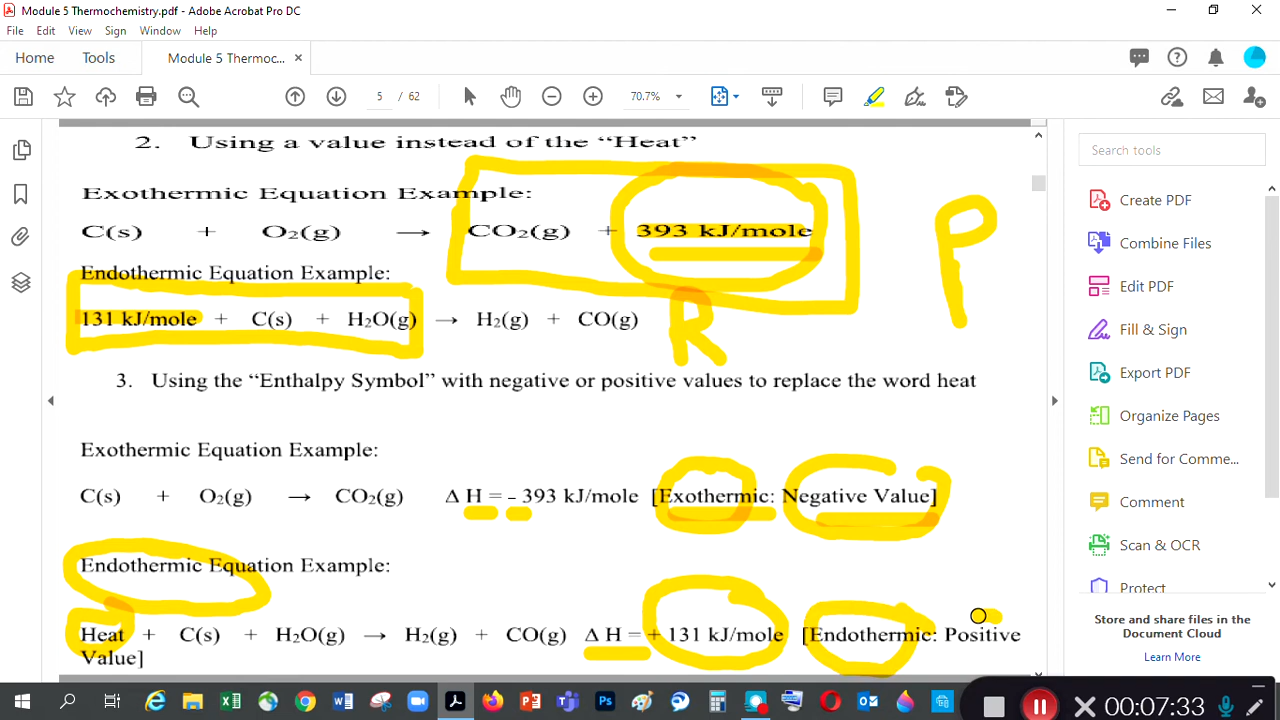 Module 5 Thermochemistry.pdf - Adobe Acrobat Pro DC
File Edit View Sign Window Help
Home Tools Module 5 Thermoc... ×
5 / 62 70.7%
2. Using a value instead of the “Heat”
Exothermic Equation Example:
C(s) + O₂(g) → CO₂(g) + 393 kJ/mole
P
Endothermic Equation Example:
131 kJ/mole + C(s) + H₂O(g) → H₂(g) + CO(g)
R
3. Using the “Enthalpy Symbol” with negative or positive values to replace the word heat
Exothermic Equation Example:
C(s) + O₂(g) → CO₂(g) Δ H = – 393 kJ/mole [Exothermic: Negative Value]
Endothermic Equation Example:
Heat + C(s) + H₂O(g) → H₂(g) + CO(g) Δ H = + 131 kJ/mole [Endothermic: Positive
Value]
Search tools
Create PDF
Combine Files
Edit PDF
Fill & Sign
Export PDF
Organize Pages
Send for Comme...
Comment
Scan & OCR
Protect
Store and share files in the
Document Cloud
Learn More
00:07:33